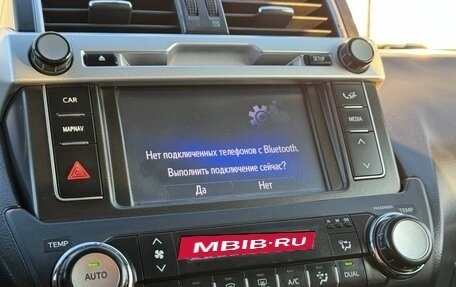 SETUP
CAR
MAPNAV
MEDIA
Нет подключенных телефонов с Bluetooth.
Выполнить подключение сейчас?
Да
Нет
PASSENGER
TEMP
TEMP
MBIB-RU
AUTO
A/C
DUAL